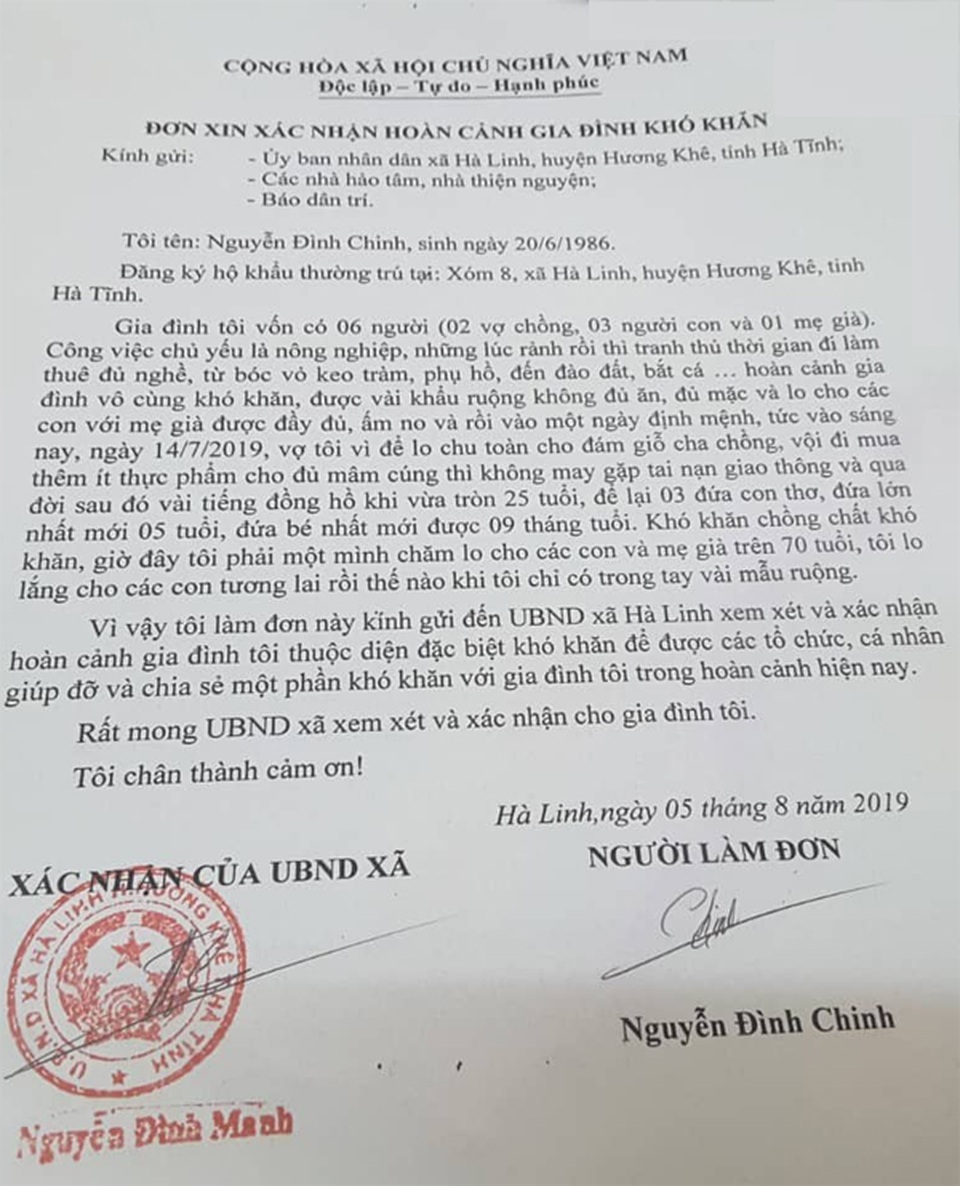 CỘNG HÒA XÃ HỘI CHỦ NGHĨA VIỆT NAM
Độc lập – Tự do – Hạnh phúc
ĐƠN XIN XÁC NHẬN HOÀN CẢNH GIA ĐÌNH KHÓ KHĂN
Kính gửi: - Ủy ban nhân dân xã Hà Linh, huyện Hương Khê, tỉnh Hà Tĩnh;
- Các nhà hảo tâm, nhà thiện nguyện;
- Báo dân trí.
Tôi tên: Nguyễn Đình Chinh, sinh ngày 20/6/1986.
Đăng ký hộ khẩu thường trú tại: Xóm 8, xã Hà Linh, huyện Hương Khê, tỉnh
Hà Tĩnh.
Gia đình tôi vốn có 06 người (02 vợ chồng, 03 người con và 01 mẹ già).
Công việc chủ yếu là nông nghiệp, những lúc rảnh rỗi thì tranh thủ thời gian đi làm
thuê đủ nghề, từ bóc vỏ keo tràm, phụ hồ, đến đào đất, bắt cá ... hoàn cảnh gia
đình vô cùng khó khăn, được vài khẩu ruộng không đủ ăn, đủ mặc và lo cho các
con với mẹ già được đầy đủ, ấm no và rồi vào một ngày định mệnh, tức vào sáng
nay, ngày 14/7/2019, vợ tôi vì để lo chu toàn cho đám giỗ cha chồng, vội đi mua
thêm ít thực phẩm cho đủ mâm cúng thì không may gặp tai nạn giao thông và qua
đời sau đó vài tiếng đồng hồ khi vừa tròn 25 tuổi, để lại 03 đứa con thơ, đứa lớn
nhất mới 05 tuổi, đứa bé nhất mới được 09 tháng tuổi. Khó khăn chồng chất khó
khăn, giờ đây tôi phải một mình chăm lo cho các con và mẹ già trên 70 tuổi, tôi lo
lắng cho các con tương lai rồi thế nào khi tôi chỉ có trong tay vài mẫu ruộng.
Vì vậy tôi làm đơn này kính gửi đến UBND xã Hà Linh xem xét và xác nhận
hoàn cảnh gia đình tôi thuộc diện đặc biệt khó khăn để được các tổ chức, cá nhân
giúp đỡ và chia sẻ một phần khó khăn với gia đình tôi trong hoàn cảnh hiện nay.
Rất mong UBND xã xem xét và xác nhận cho gia đình tôi.
Tôi chân thành cảm ơn!
Hà Linh,ngày 05 tháng 8 năm 2019
XÁC NHẬN CỦA UBND XÃ
NGƯỜI LÀM ĐƠN
U.B.N.D XÃ HÀ LINH H.HƯƠNG KHÊ T.HÀ TĨNH
Chinh
Nguyễn Đình Chinh
Nguyễn Đình Manh